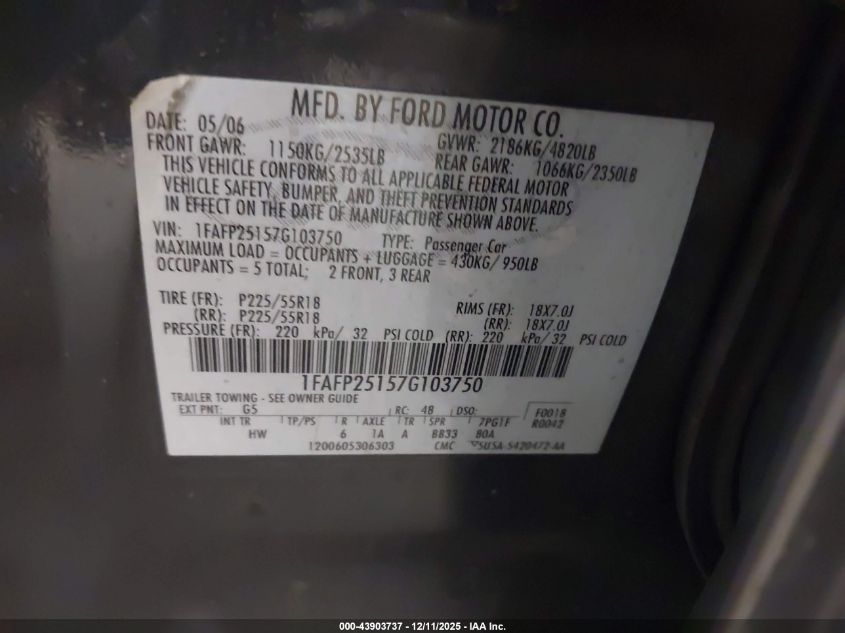 MFD. BY FORD MOTOR CO.
DATE: 05/06 GVWR: 2186KG/4820LB
FRONT GAWR: 1150KG/2535LB REAR GAWR: 1066KG/2350LB
THIS VEHICLE CONFORMS TO ALL APPLICABLE FEDERAL MOTOR
VEHICLE SAFETY, BUMPER, AND THEFT PREVENTION STANDARDS
IN EFFECT ON THE DATE OF MANUFACTURE SHOWN ABOVE.
VIN: 1FAFP25157G103750 TYPE: Passenger Car
MAXIMUM LOAD = OCCUPANTS + LUGGAGE = 430KG/ 950LB
OCCUPANTS = 5 TOTAL; 2 FRONT, 3 REAR
TIRE (FR): P225/55R18 RIMS (FR): 18X7.0J
(RR): P225/55R18 (RR): 18X7.0J
PRESSURE (FR): 220 kPa/ 32 PSI COLD (RR): 220 kPa/ 32 PSI COLD
1FAFP25157G103750
TRAILER TOWING - SEE OWNER GUIDE
EXT PNT: G5 RC: 48 DSO: F0018
INT TR TP/PS R AXLE TR SPR 7PG1F R0042
HW 6 1A A BB33 80A
1200605306303 CMC 5U5A-5420472-AA
000-43903737 - 12/11/2025 - IAA Inc.